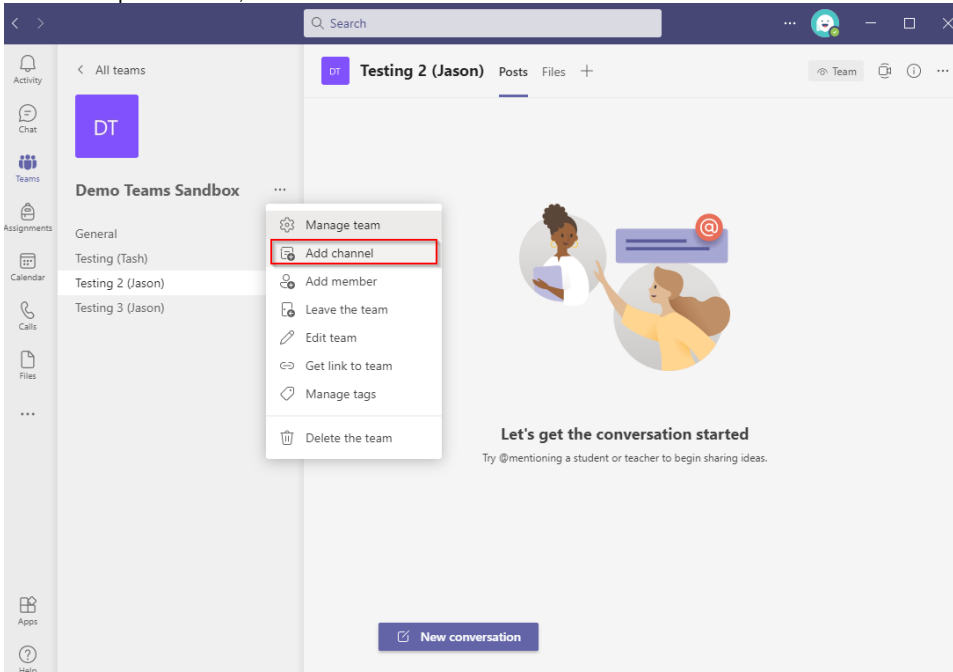 Search
Activity
Chat
Teams
Assignments
Calendar
Calls
Files
Apps
Help
All teams
DT
Demo Teams Sandbox
General
Testing (Tash)
Testing 2 (Jason)
Testing 3 (Jason)
Manage team
Add channel
Add member
Leave the team
Edit team
Get link to team
Manage tags
Delete the team
DT Testing 2 (Jason) Posts Files
Team
@
Let's get the conversation started
Try @mentioning a student or teacher to begin sharing ideas.
New conversation